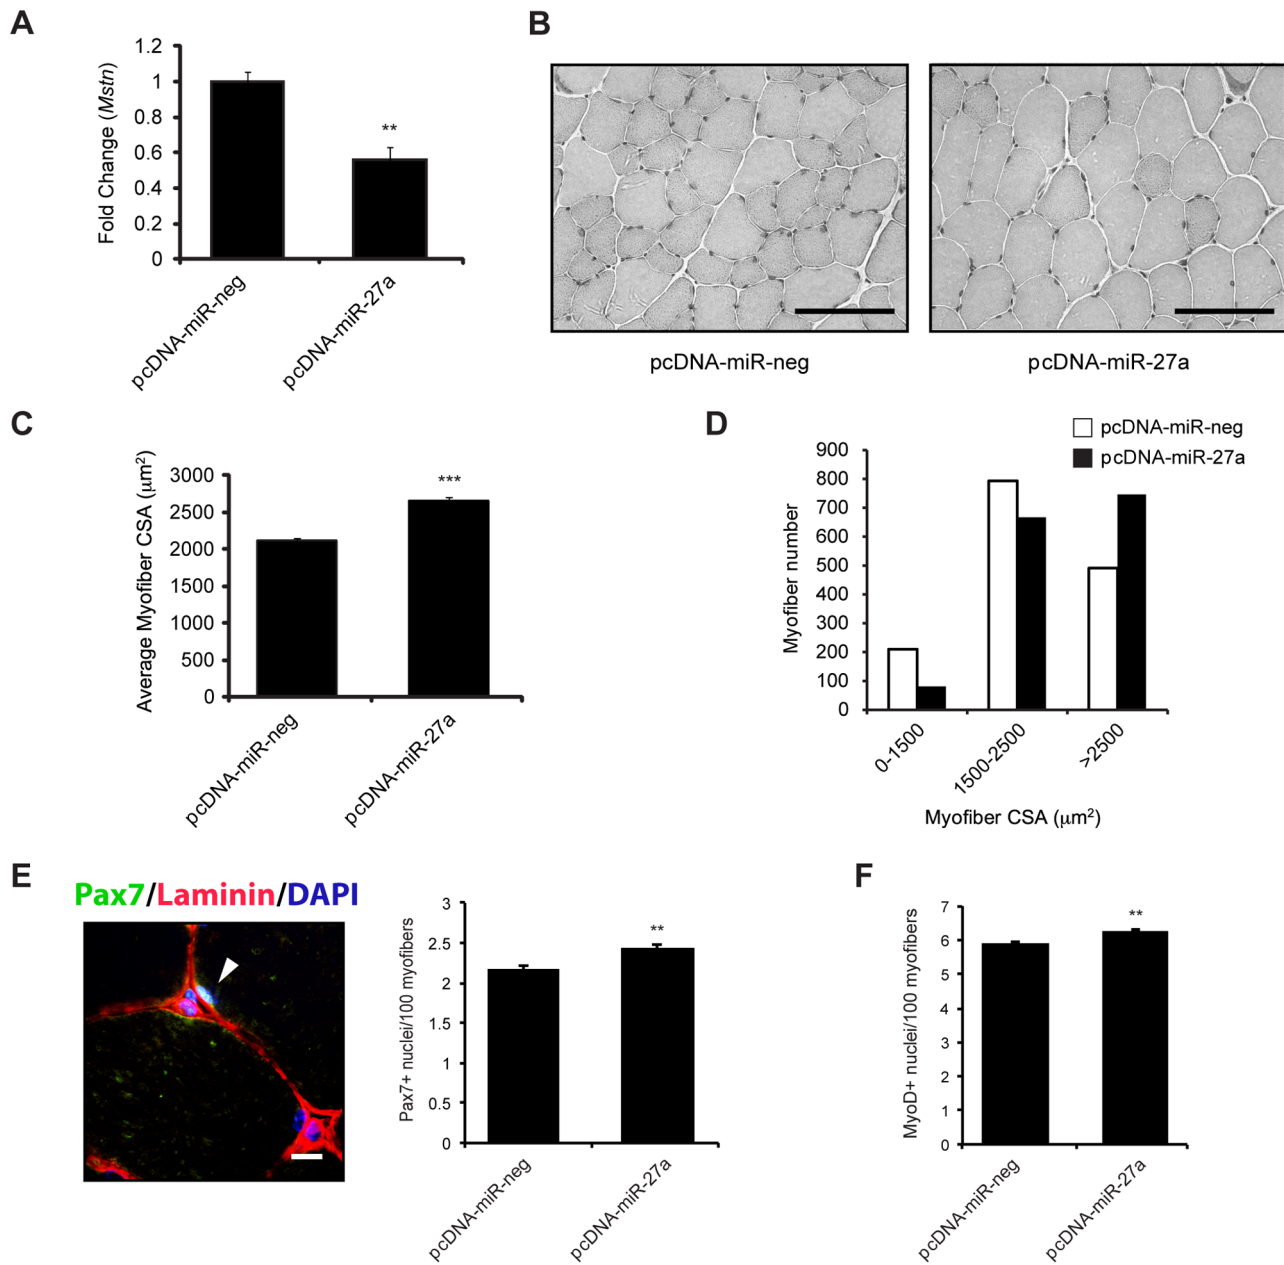 A
Fold Change (Mstn)
1.2
1
0.8
0.6
0.4
0.2
0
**
pcDNA-miR-neg
pcDNA-miR-27a
B
pcDNA-miR-neg
pcDNA-miR-27a
C
Average Myofiber CSA (μm²)
3000
2500
2000
1500
1000
500
0
***
pcDNA-miR-neg
pcDNA-miR-27a
D
pcDNA-miR-neg
pcDNA-miR-27a
Myofiber number
900
800
700
600
500
400
300
200
100
0
0-1500
1500-2500
>2500
Myofiber CSA (μm²)
E
Pax7/Laminin/DAPI
Pax7+ nuclei/100 myofibers
3
2.5
2
1.5
1
0.5
0
**
pcDNA-miR-neg
pcDNA-miR-27a
F
MyoD+ nuclei/100 myofibers
7
6
5
4
3
2
1
0
**
pcDNA-miR-neg
pcDNA-miR-27a